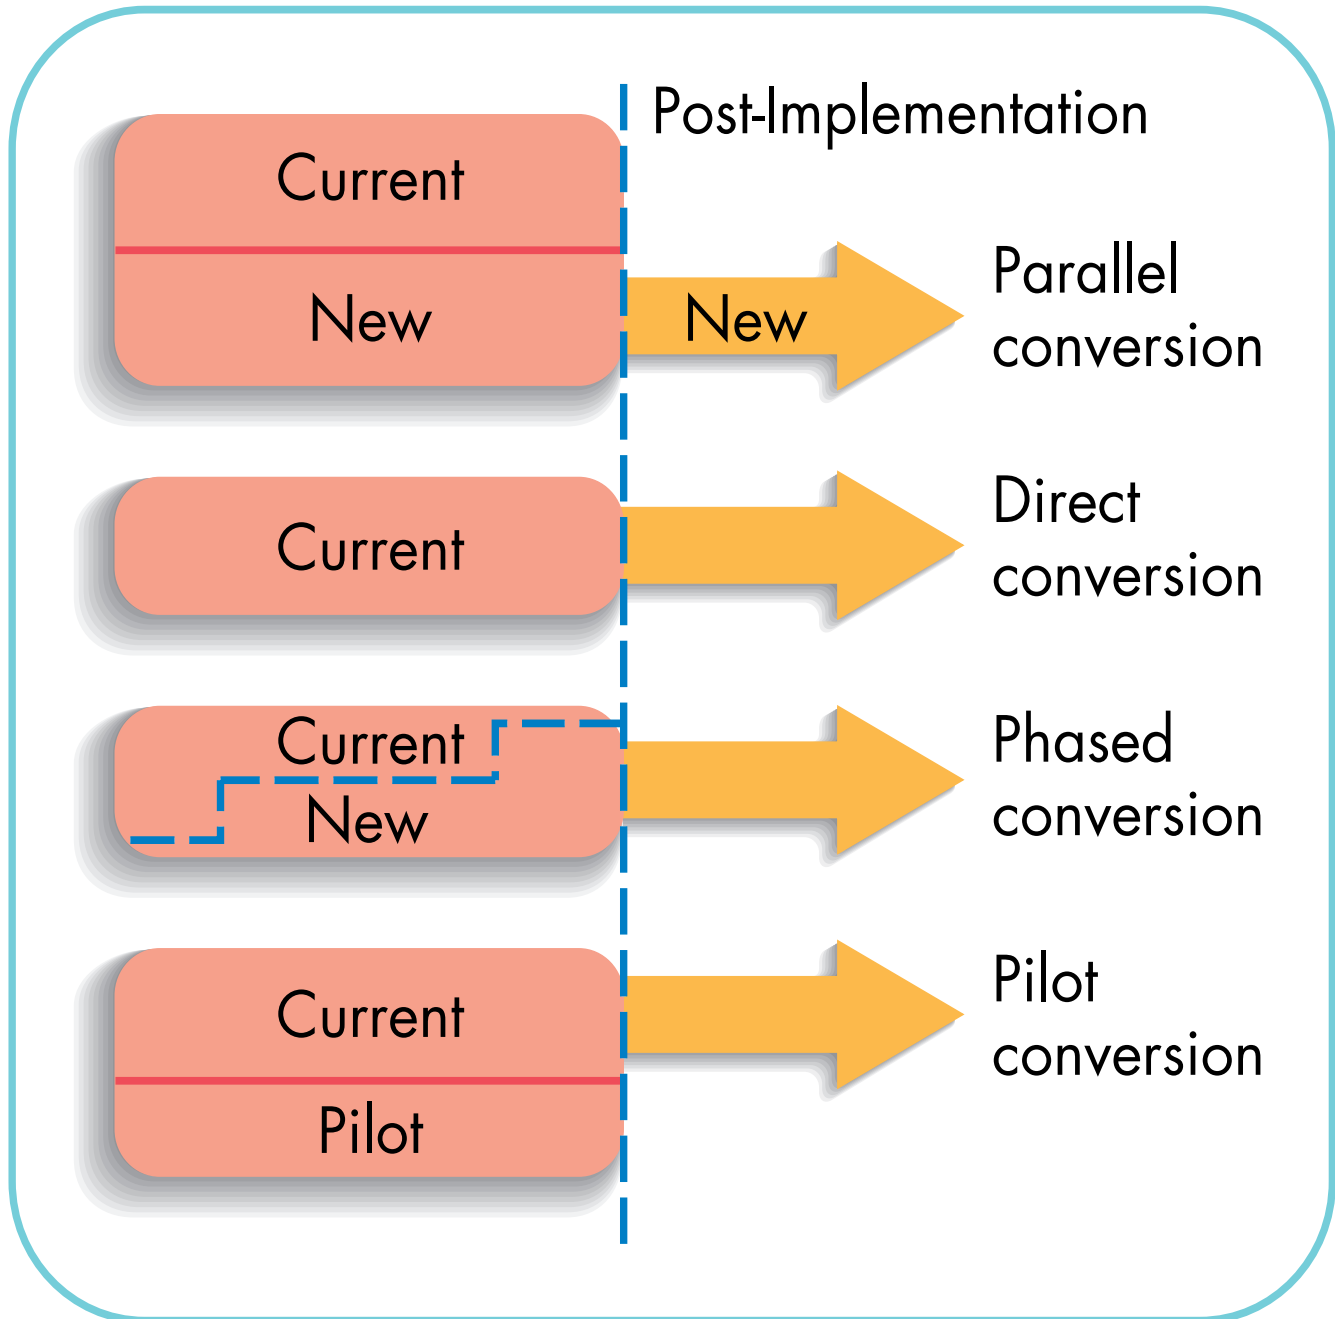 Post-Implementation
Current
New
New
Parallel
conversion
Current
Direct
conversion
Current
New
Phased
conversion
Current
Pilot
Pilot
conversion